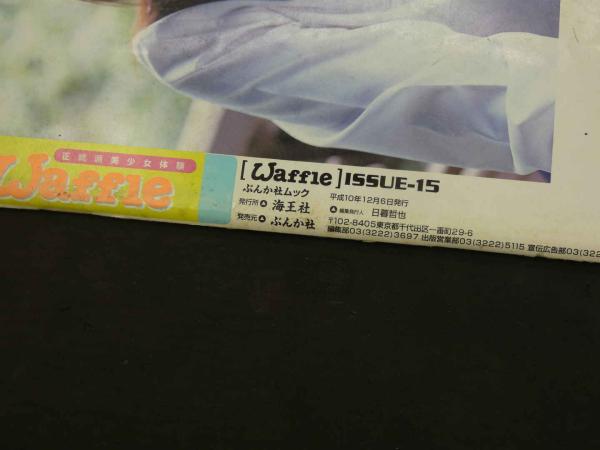 正統派美少女体験
Waffle
[Waffle] ISSUE-15
ぶんか社ムック 平成10年12月6日発行
発行所 海王社 編集発行人 日暮哲也
発売元 ぶんか社 〒102-8405東京都千代田区一番町29-6
編集部03(3222)3697 出版営業部03(3222)5115 宣伝広告部03(322